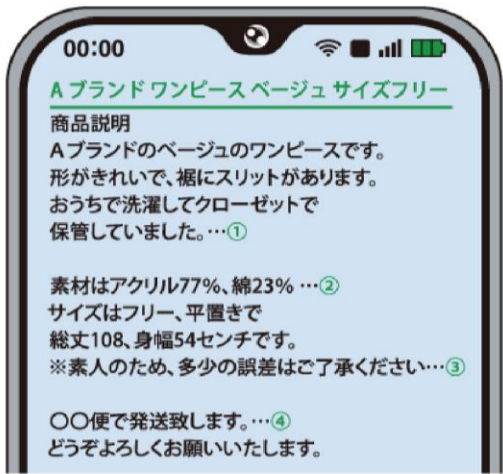 00:00
A ブランド ワンピース ベージュ サイズフリー
商品説明
Aブランドのベージュのワンピースです。
形がきれいで、裾にスリットがあります。
おうちで洗濯してクローゼットで
保管していました。…①
素材はアクリル77%、綿23% …②
サイズはフリー、平置きで
総丈108、身幅54センチです。
※素人のため、多少の誤差はご了承ください…③
〇〇便で発送致します。…④
どうぞよろしくお願いいたします。